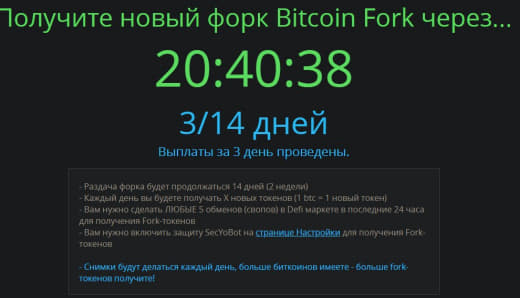 Получите новый форк Bitcoin Fork через...
20:40:38
3/14 дней
Выплаты за 3 день проведены.
- Раздача форка будет продолжаться 14 дней (2 недели)
- Каждый день вы будете получать X новых токенов (1 btc = 1 новый токен)
- Вам нужно сделать ЛЮБЫЕ 5 обменов (свопов) в Defi маркете в последние 24 часа
для получения Fork-токенов
- Вам нужно включить защиту SecYoBot на странице Настройки для получения Fork-
токенов
- Снимки будут делаться каждый день, больше биткоинов имеете - больше fork-
токенов получите!